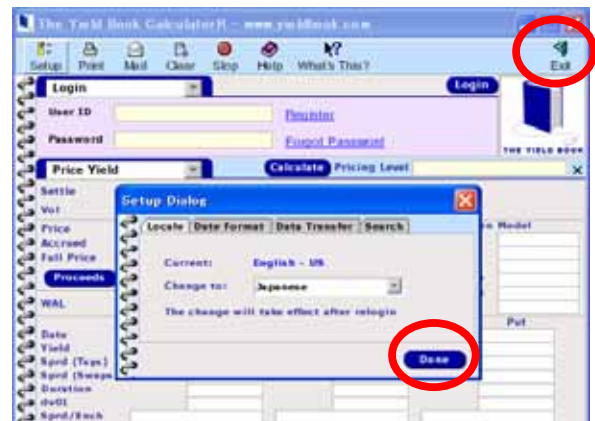 The Yield Book CalculatorR - www.yieldbook.com
Setup Print Mail Clear Stop Help What's This? Exit
Login Login
User ID Register
Password Forgot Password
THE YIELD BOOK
Price Yield Calculate Pricing Level
Settle
Vol
Price
Accrued
Full Price
Proceeds
WAL
Setup Dialog
Locale Date Format Data Transfer Search
Current: English - US
Change to: Japanese
The change will take effect after relogin
Done
Model
Put
Date
Yield
Sprd (Tsys)
Sprd (Swaps
Duration
dv01
Sprd/Bnch